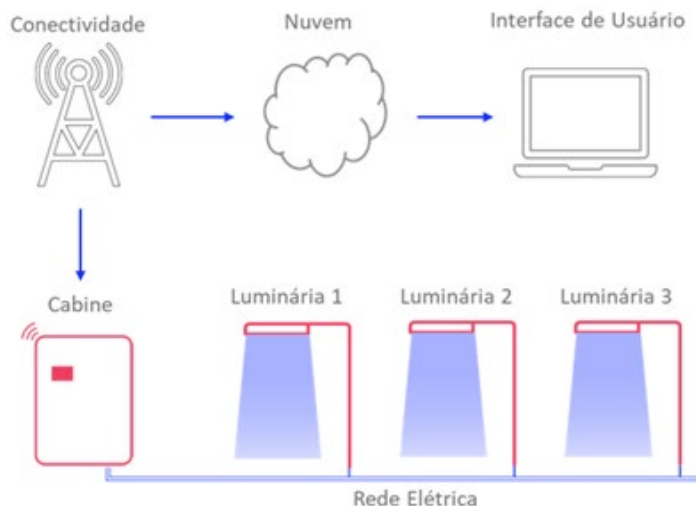 Conectividade
Nuvem
Interface de Usuário
Cabine
Luminária 1
Luminária 2
Luminária 3
Rede Elétrica